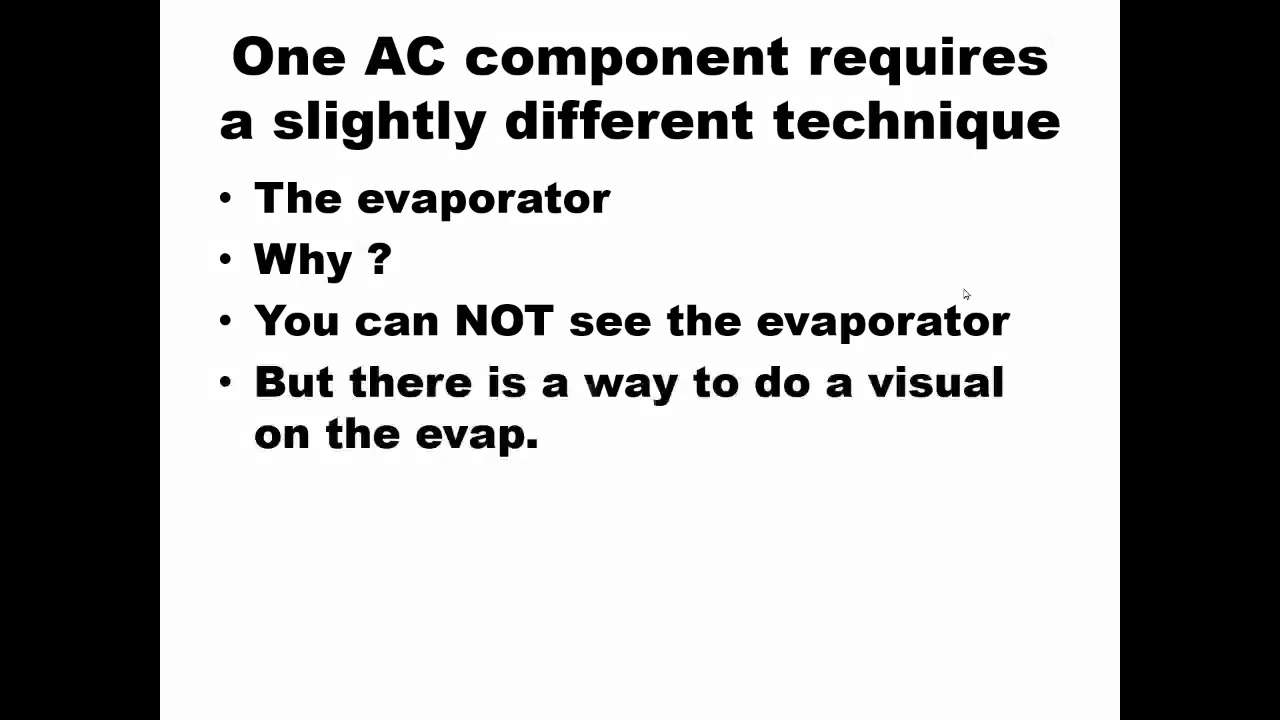 One AC component requires
a slightly different technique
• The evaporator
• Why ?
• You can NOT see the evaporator
• But there is a way to do a visual
on the evap.